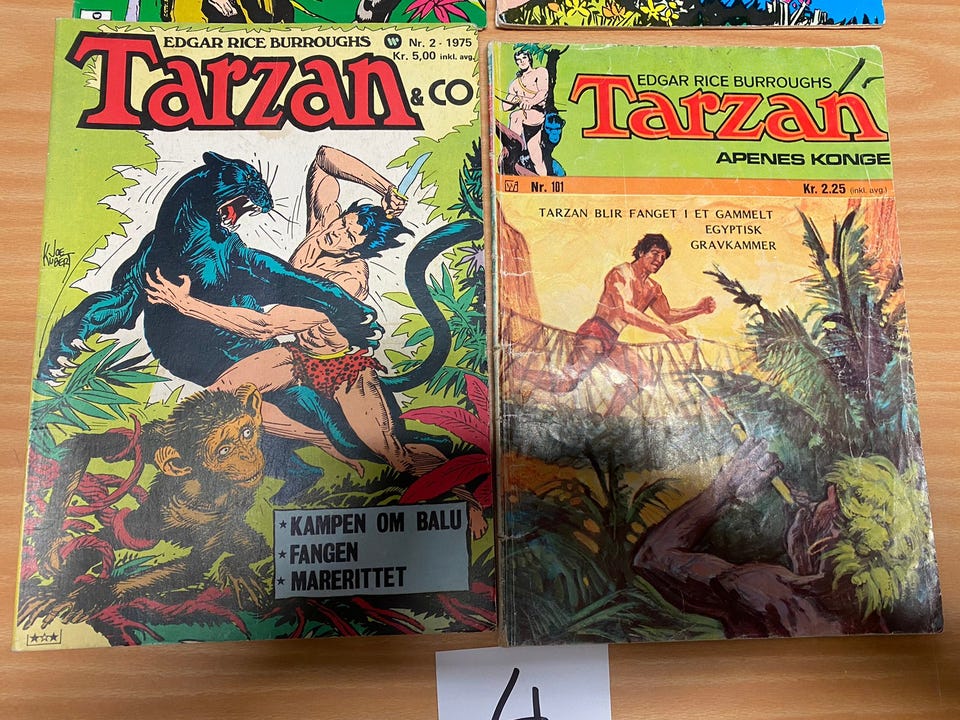 EDGAR RICE BURROUGHS
Nr. 2 - 1975
Kr. 5,00 inkl. avg.
Tarzan
& CO
JOE
KUBERT
★KAMPEN OM BALU
★FANGEN
★MARERITTET
EDGAR RICE BURROUGHS
Tarzan
APENES KONGE
Nr. 101
Kr. 2.25 (inkl. avg.)
TARZAN BLIR FANGET I ET GAMMELT
EGYPTISK
GRAVKAMMER
4